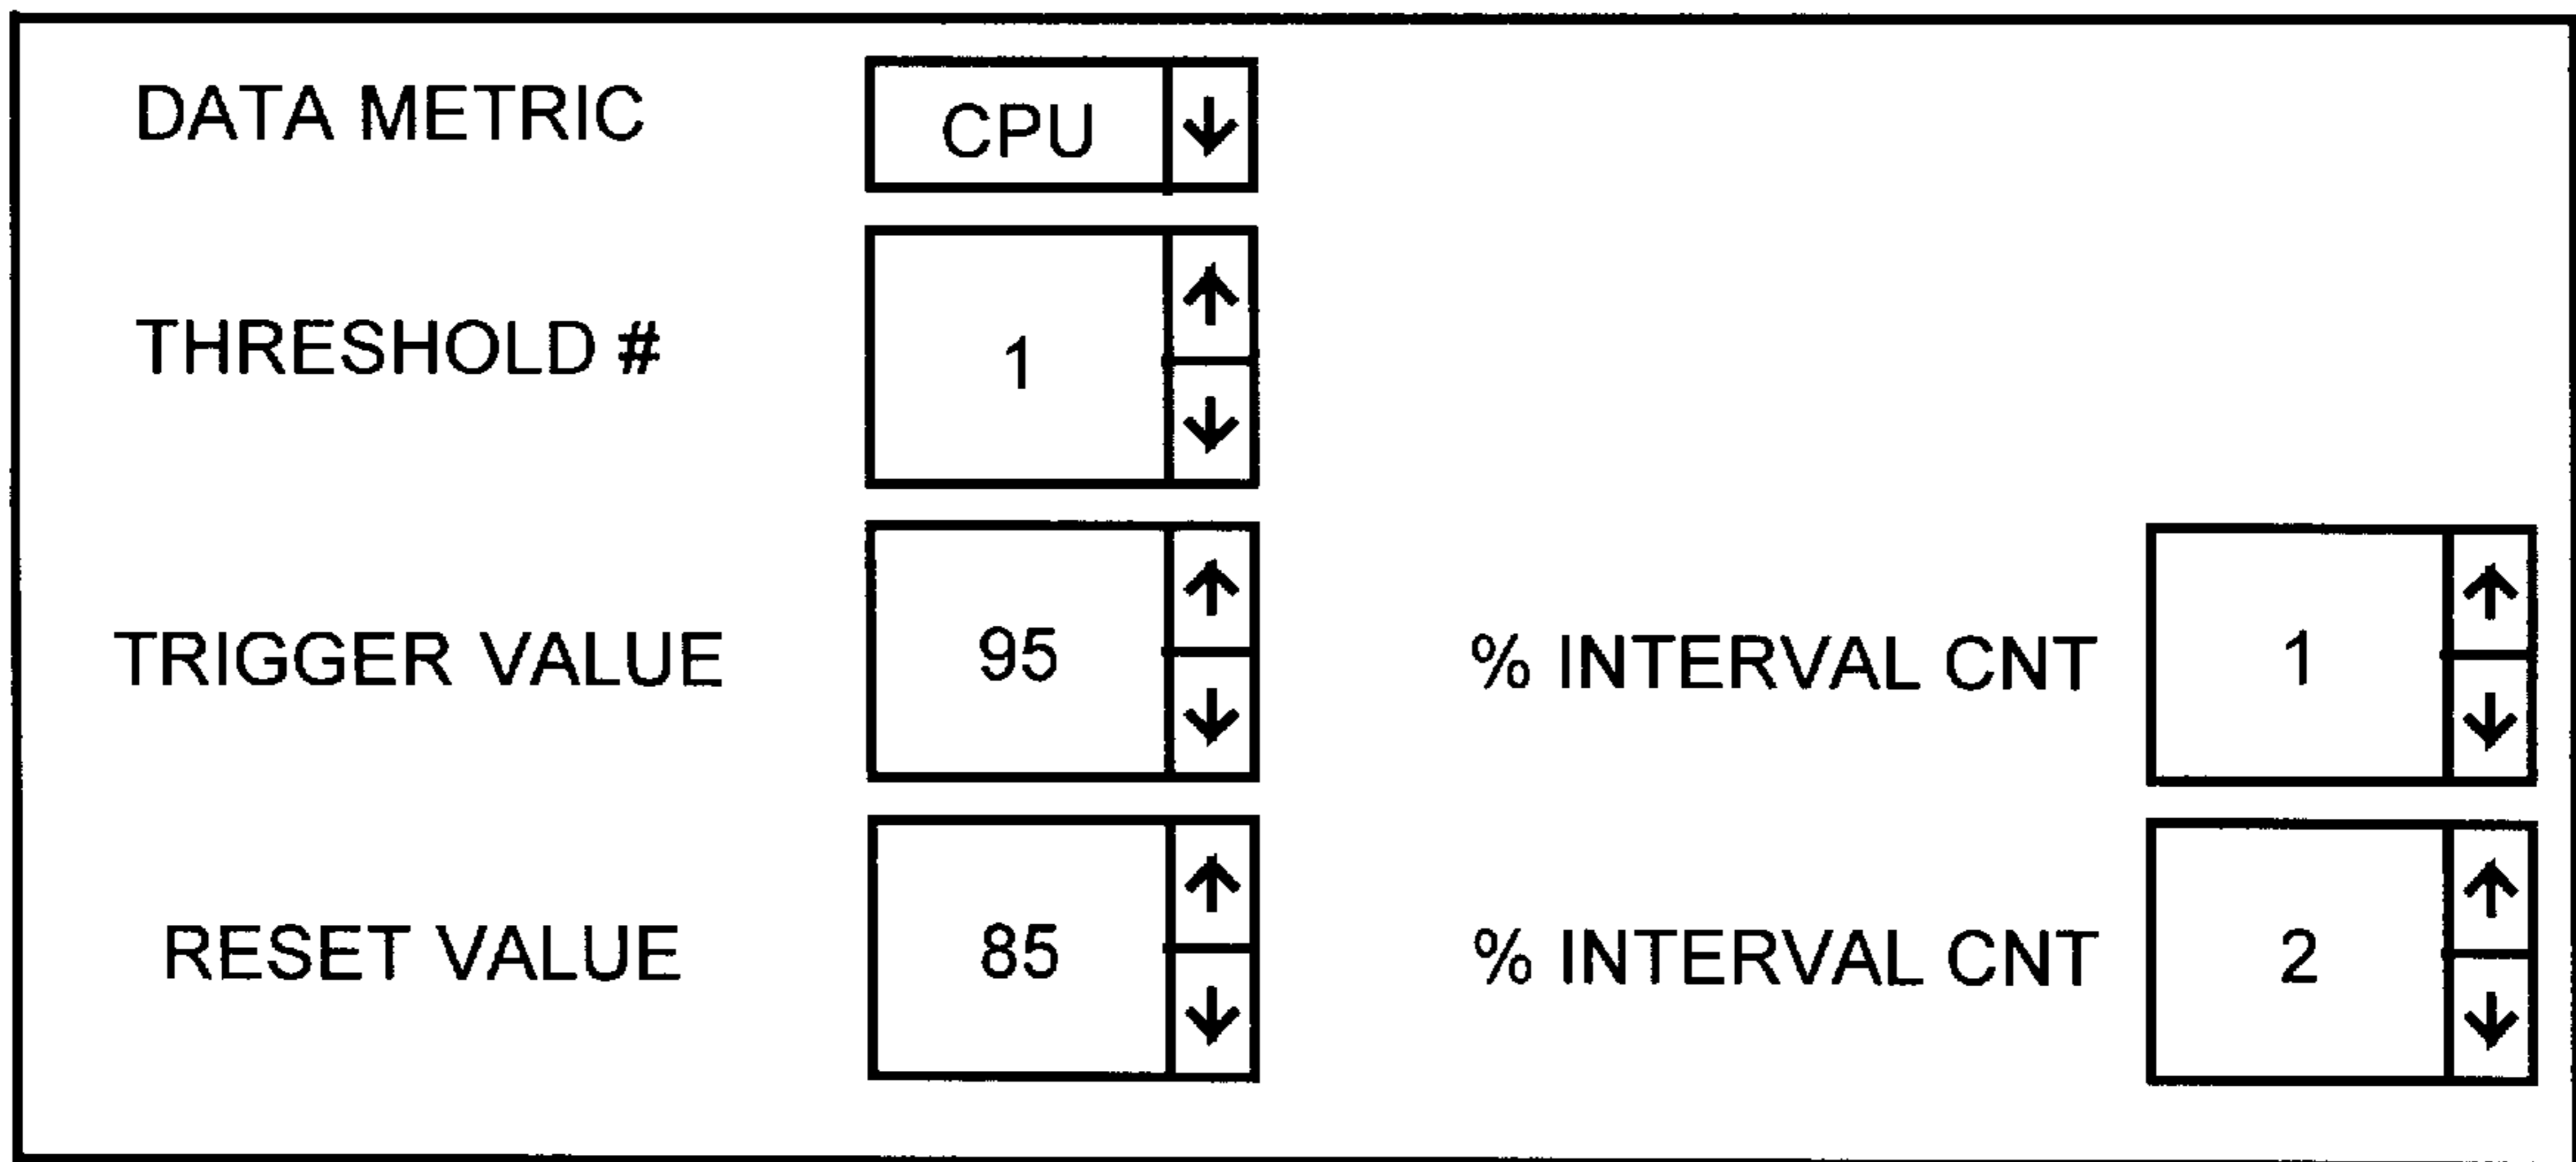 DATA METRIC CPU
THRESHOLD # 1
TRIGGER VALUE 95 % INTERVAL CNT 1
RESET VALUE 85 % INTERVAL CNT 2